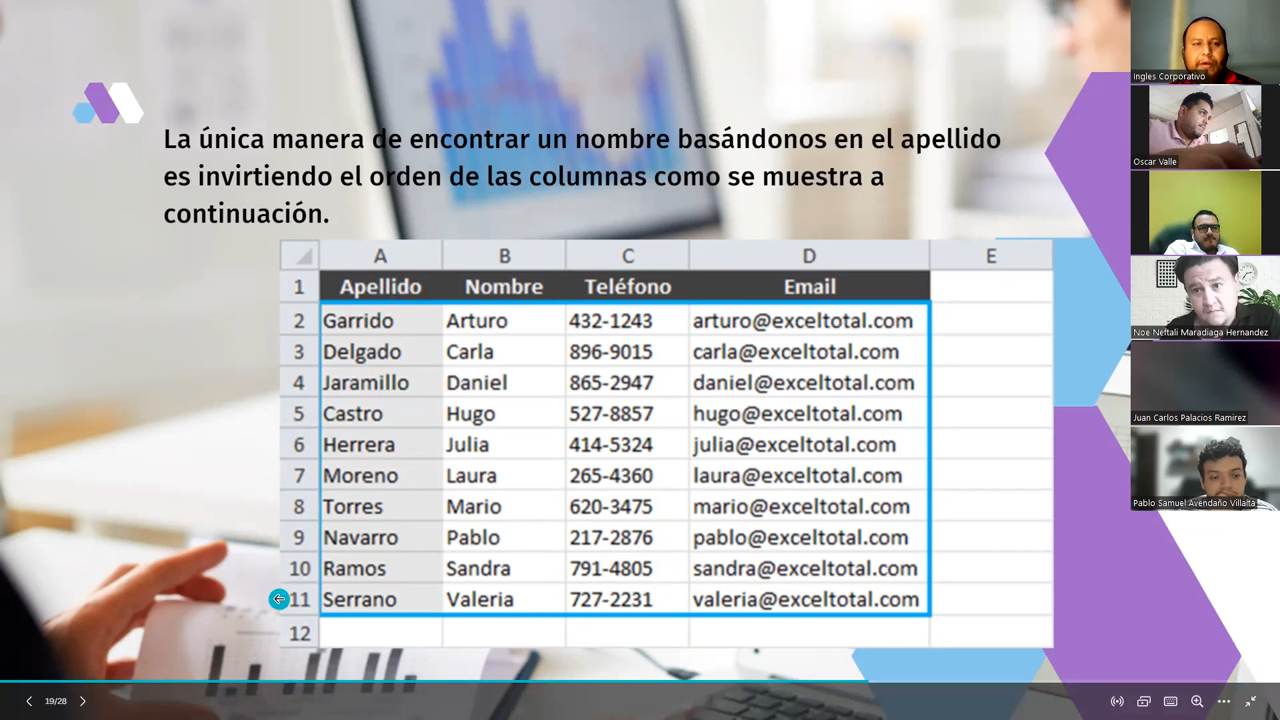 La única manera de encontrar un nombre basándonos en el apellido
es invirtiendo el orden de las columnas como se muestra a
continuación.
A B C D E
1 Apellido Nombre Teléfono Email
2 Garrido Arturo 432-1243 arturo@exceltotal.com
3 Delgado Carla 896-9015 carla@exceltotal.com
4 Jaramillo Daniel 865-2947 daniel@exceltotal.com
5 Castro Hugo 527-8857 hugo@exceltotal.com
6 Herrera Julia 414-5324 julia@exceltotal.com
7 Moreno Laura 265-4360 laura@exceltotal.com
8 Torres Mario 620-3475 mario@exceltotal.com
9 Navarro Pablo 217-2876 pablo@exceltotal.com
10 Ramos Sandra 791-4805 sandra@exceltotal.com
11 Serrano Valeria 727-2231 valeria@exceltotal.com
12
19/28
Ingles Corporativo
Oscar Valle
Noe Neftali Maradiaga Hernandez
Juan Carlos Palacios Ramirez
Pablo Samuel Avendaño Villalta